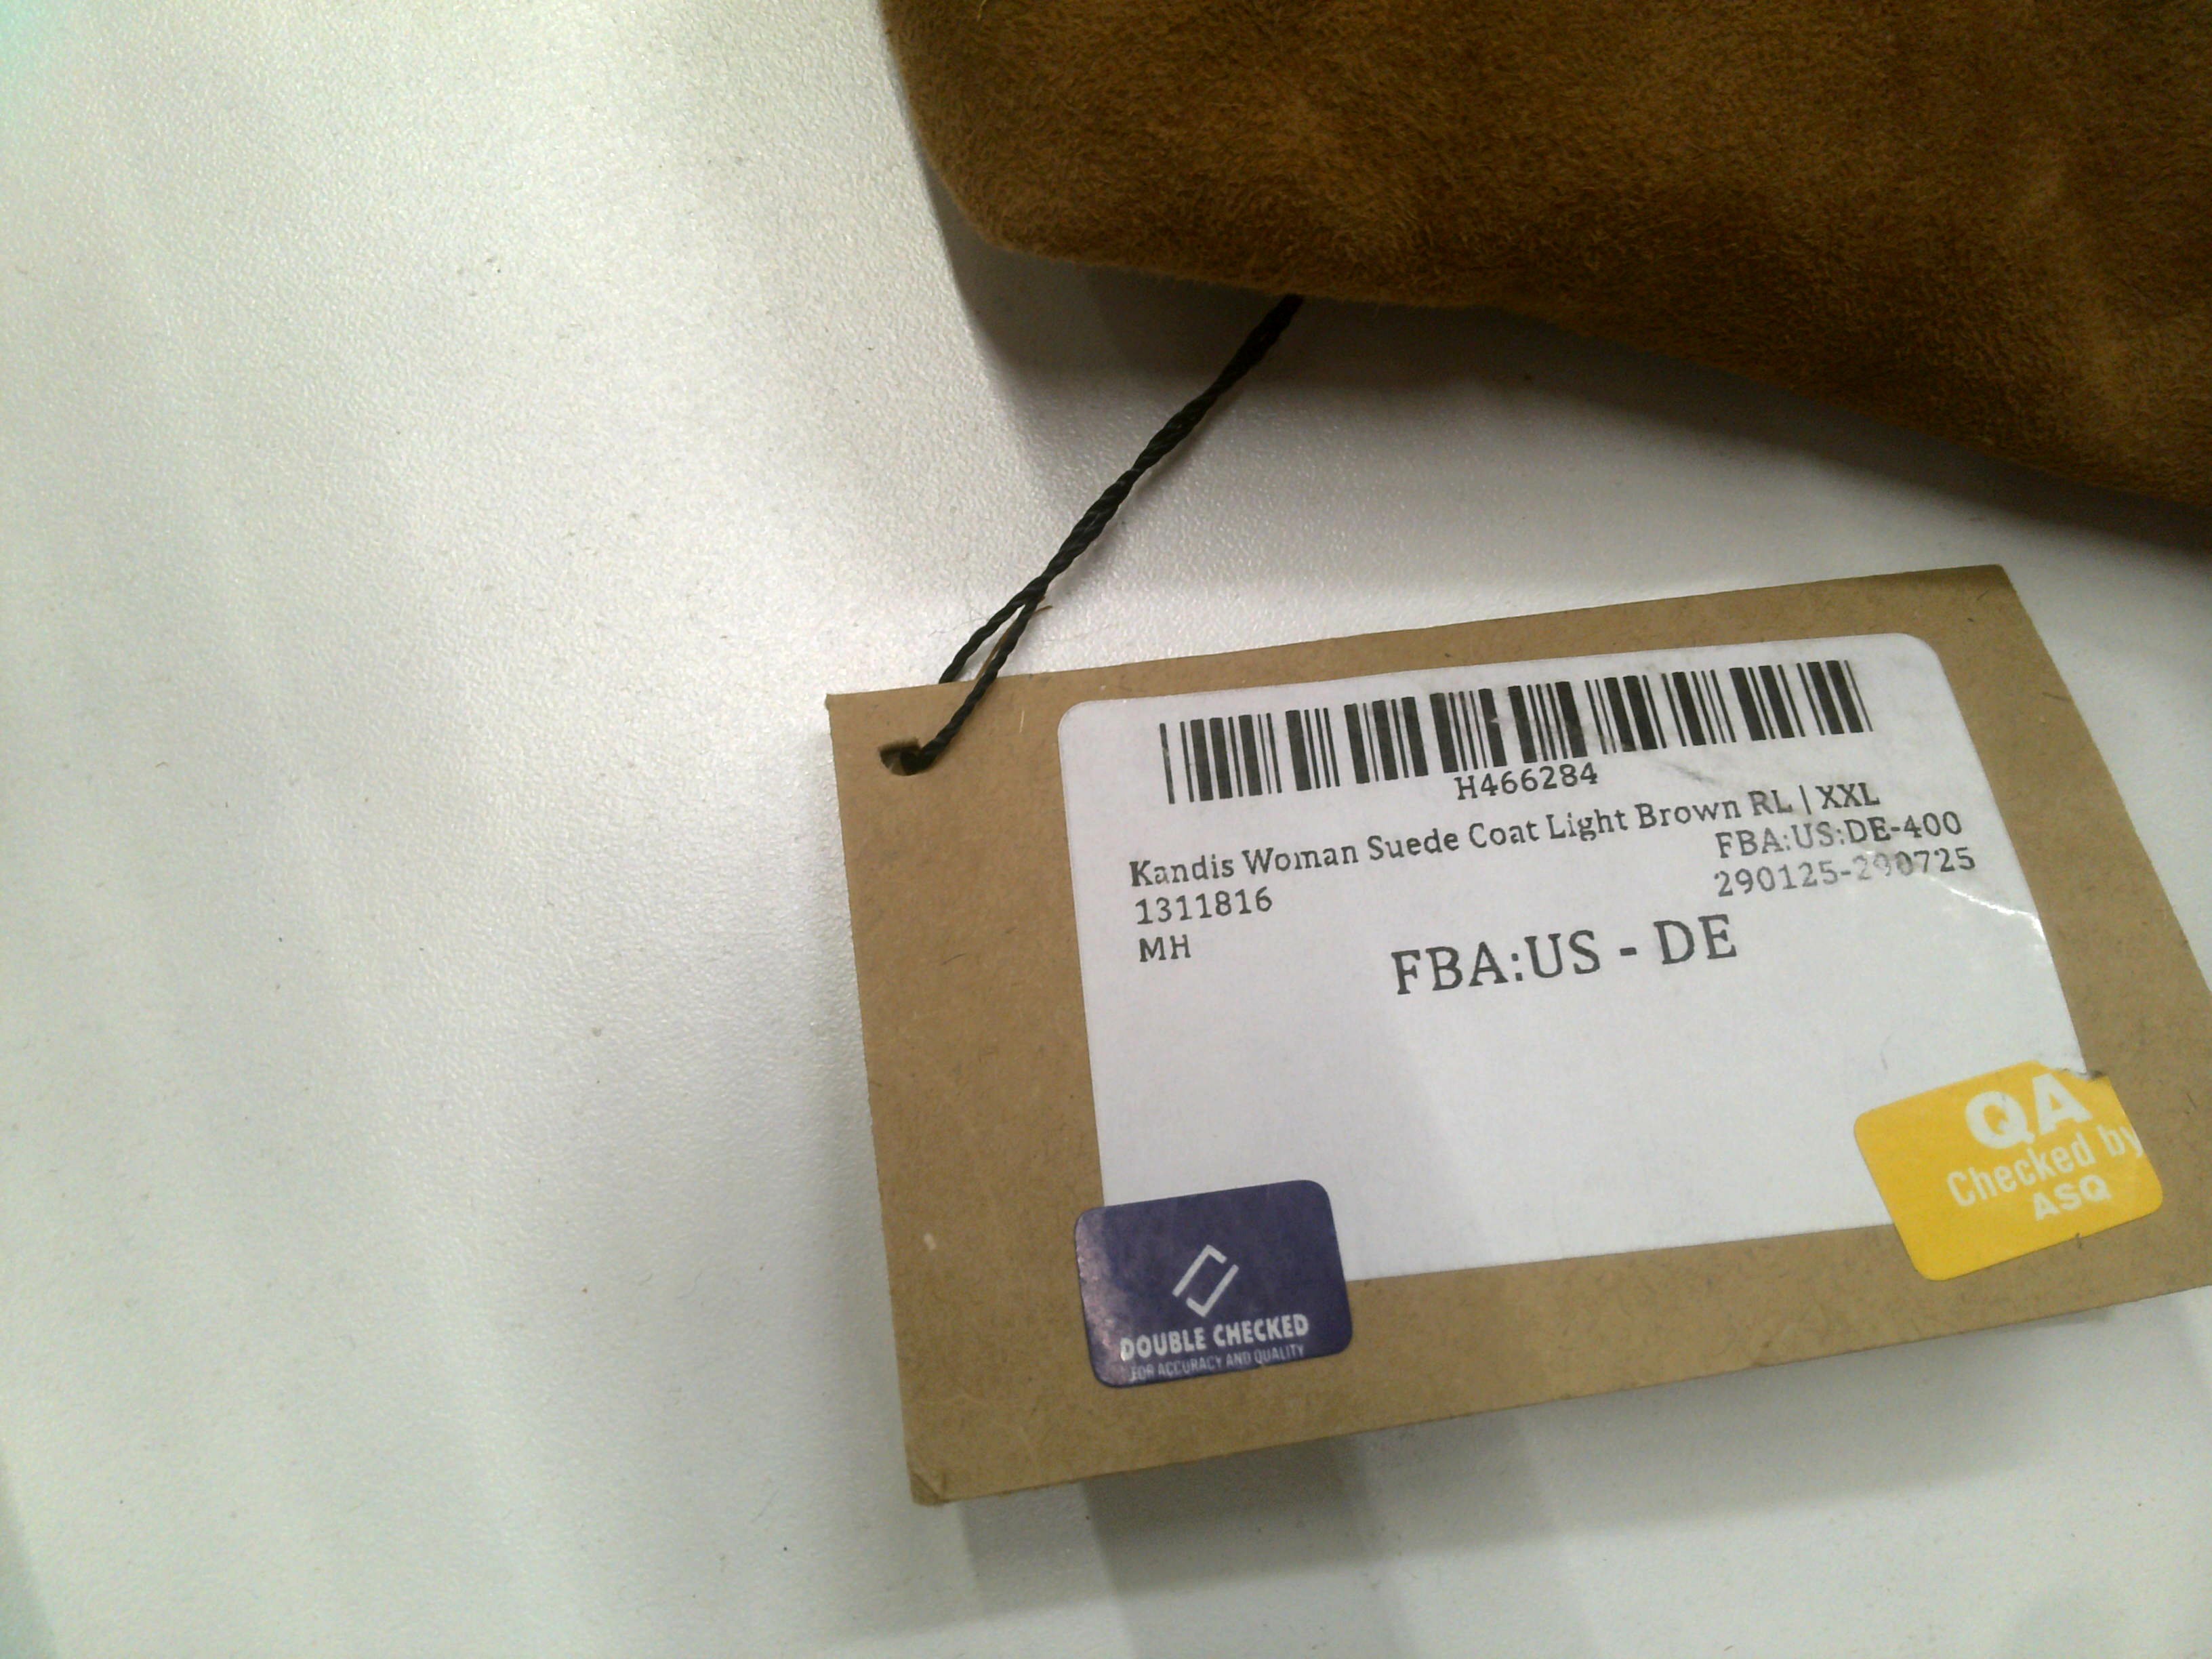 H466284
Kandis Woman Suede Coat Light Brown RL | XXL
1311816
FBA:US:DE-400
MH
290125-290725
FBA:US - DE
QA
Checked by
ASQ
DOUBLE CHECKED
FOR ACCURACY AND QUALITY